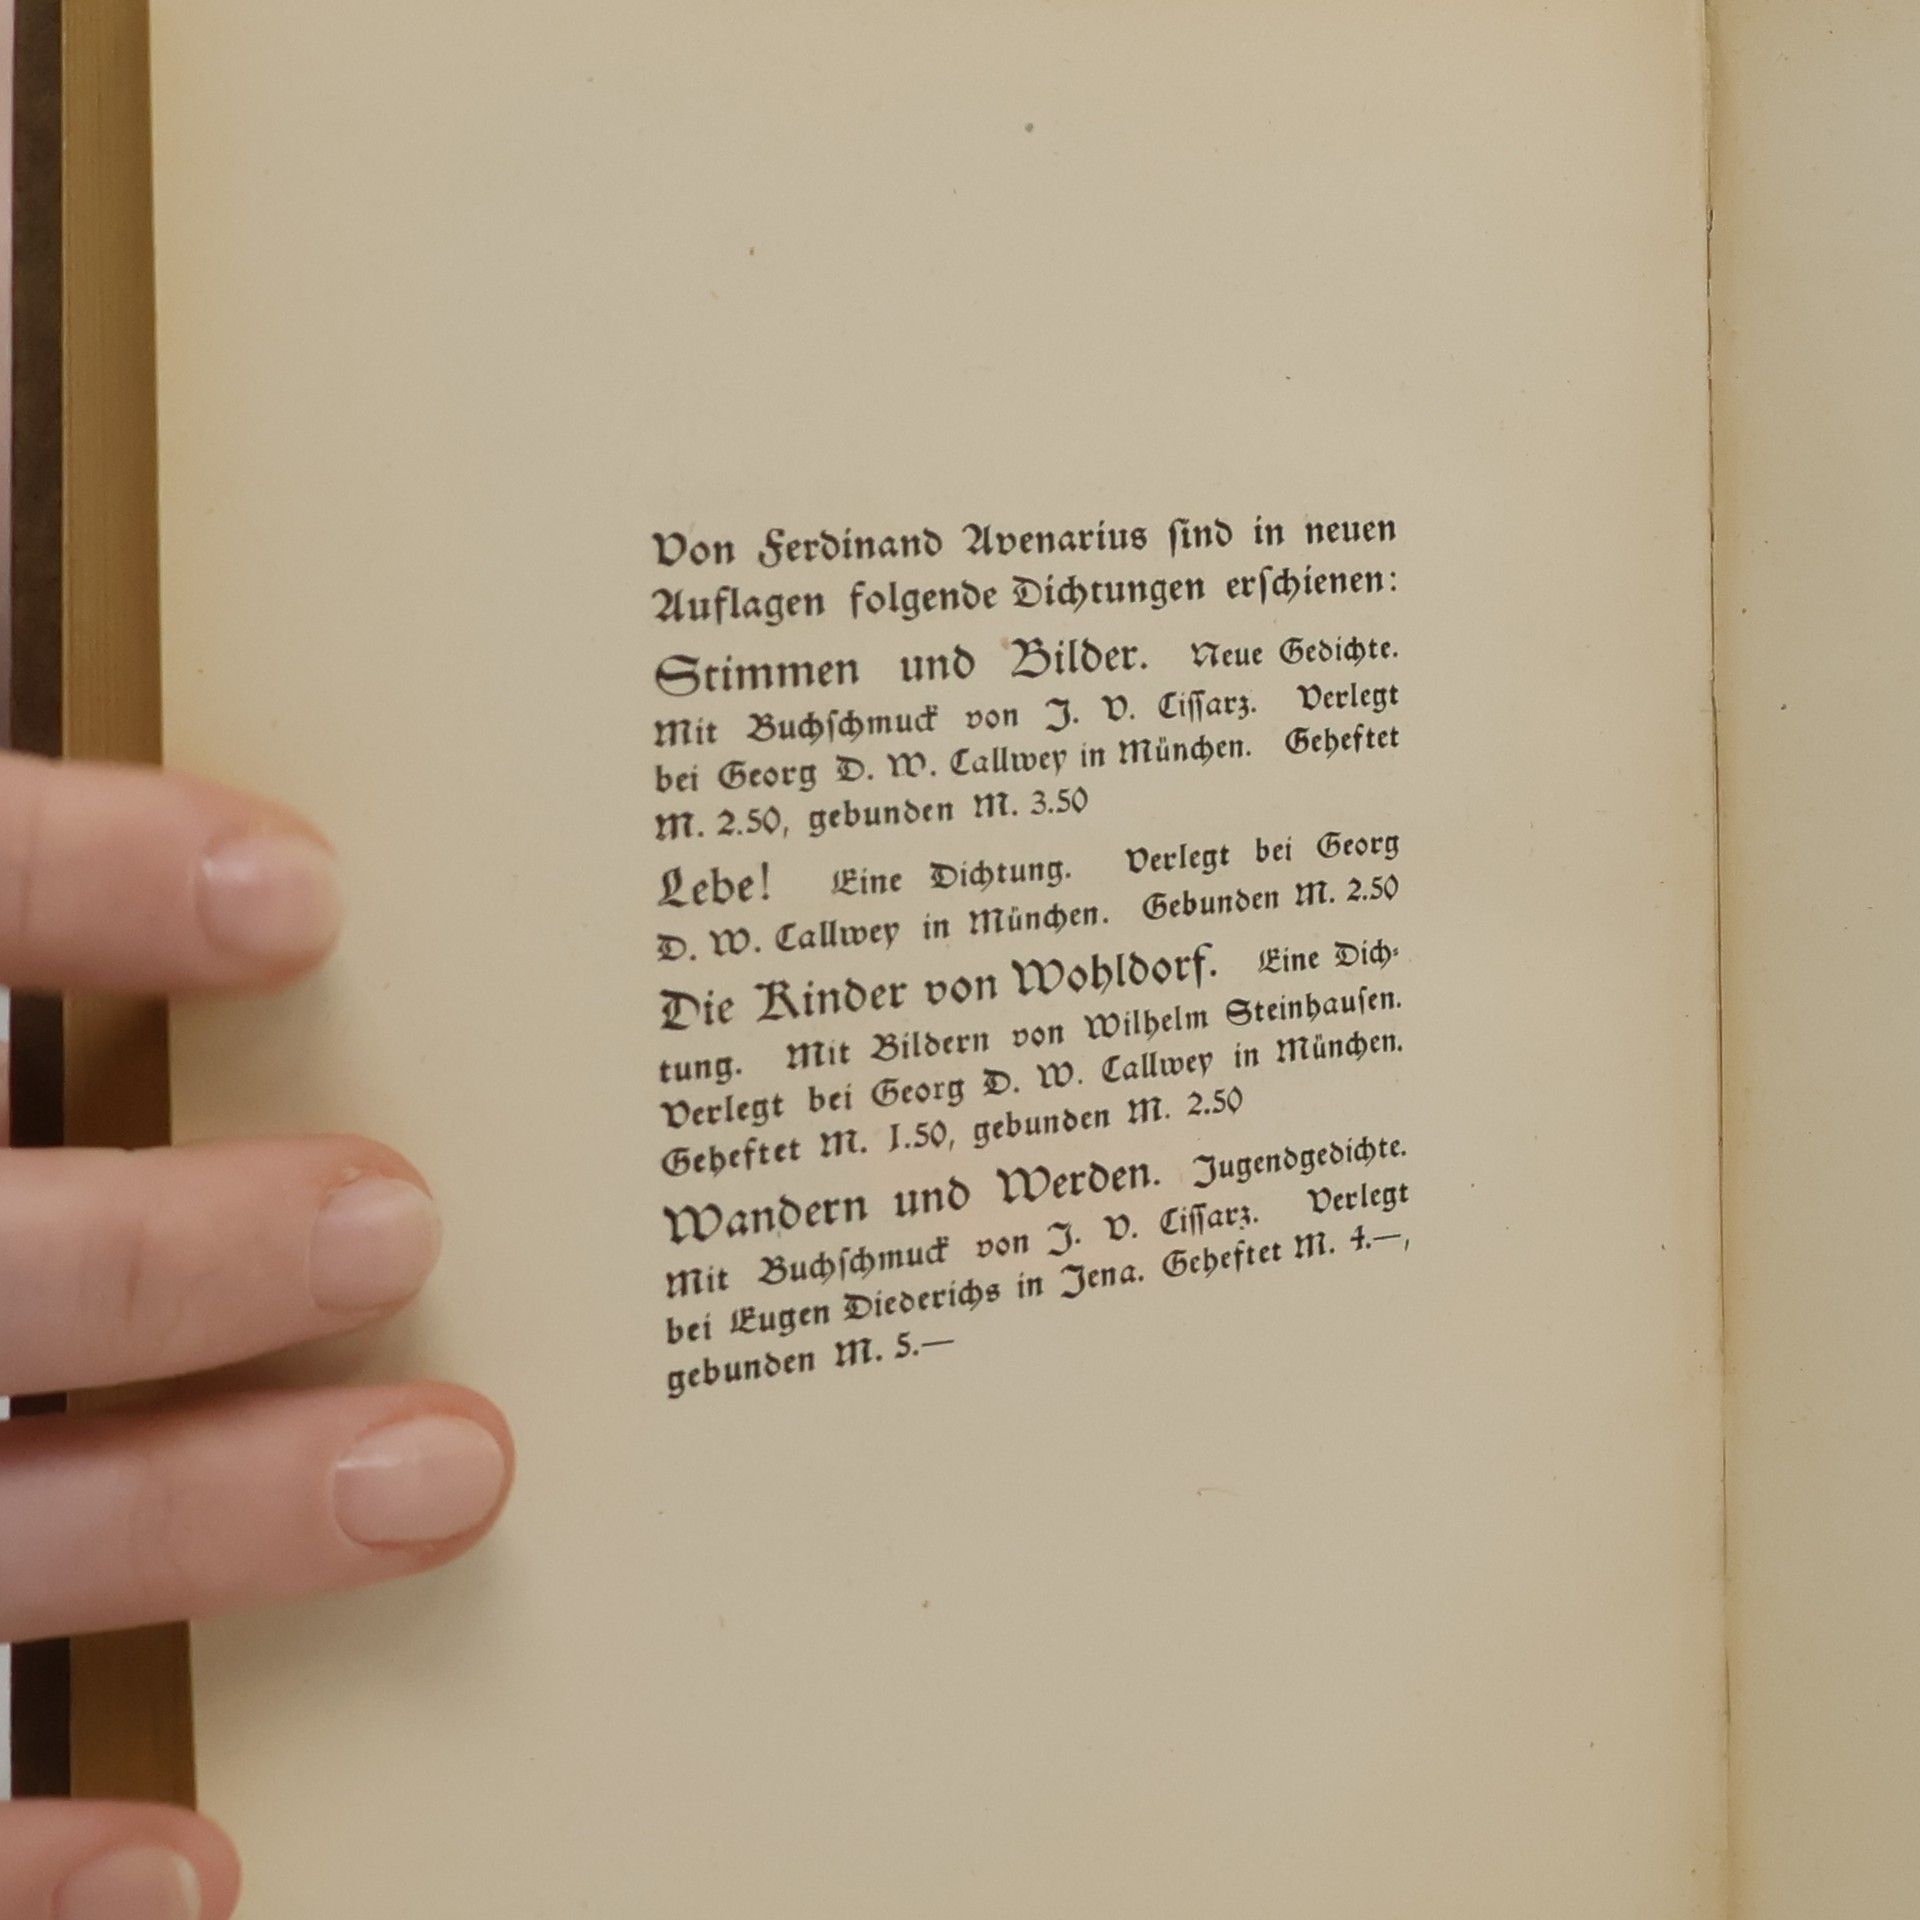 Von Ferdinand Avenarius ſind in neuen
Auflagen folgende Dichtungen erſchienen:
Stimmen und Bilder. Neue Gedichte.
Mit Buchſchmuck von J. V. Ciſſarz. Verlegt
bei Georg D. W. Callwey in München. Geheftet
M. 2.50, gebunden M. 3.50
Lebe! Eine Dichtung. Verlegt bei Georg
D. W. Callwey in München. Gebunden M. 2.50
Die Kinder von Wohldorf. Eine Dich-
tung. Mit Bildern von Wilhelm Steinhauſen.
Verlegt bei Georg D. W. Callwey in München.
Geheftet M. 1.50, gebunden M. 2.50
Wandern und Werden. Jugendgedichte.
Mit Buchſchmuck von J. V. Ciſſarz. Verlegt
bei Eugen Diederichs in Jena. Geheftet M. 4.—,
gebunden M. 5.—